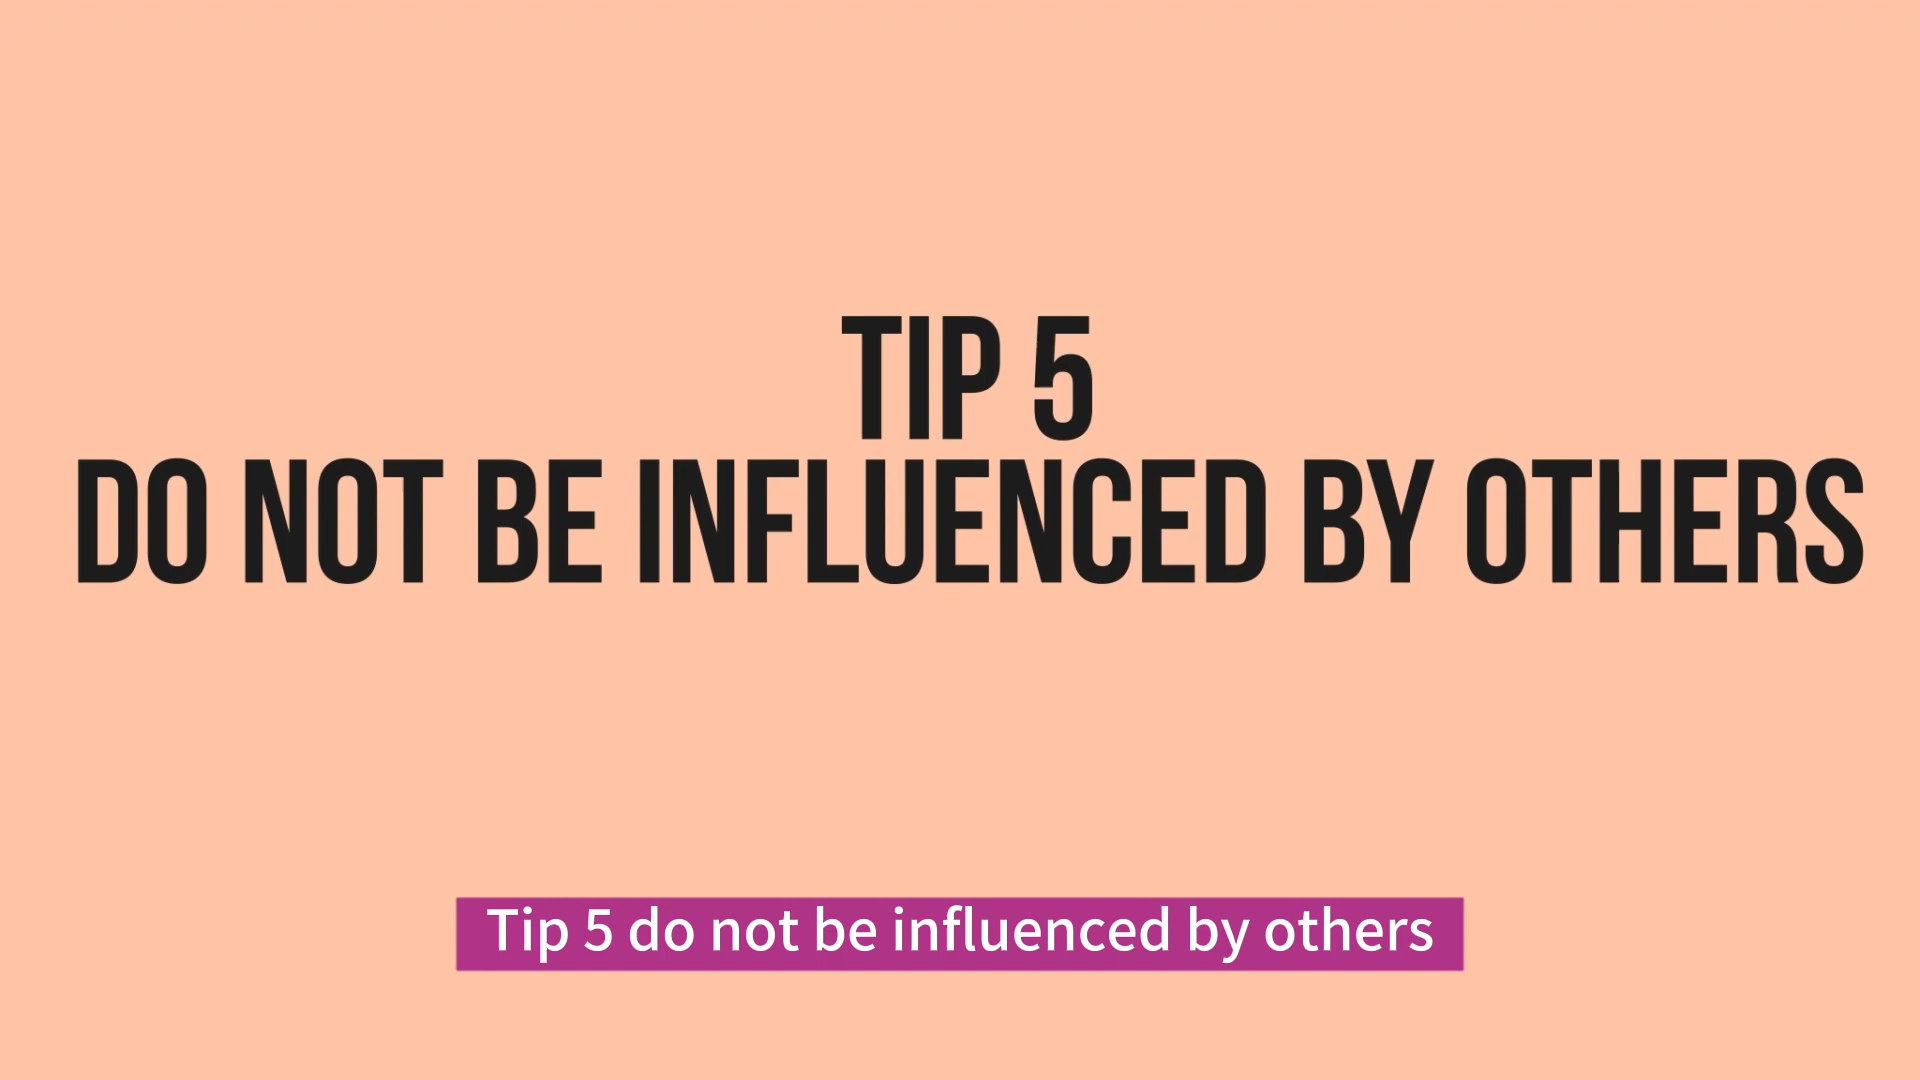 TIP 5
DO NOT BE INFLUENCED BY OTHERS
Tip 5 do not be influenced by others